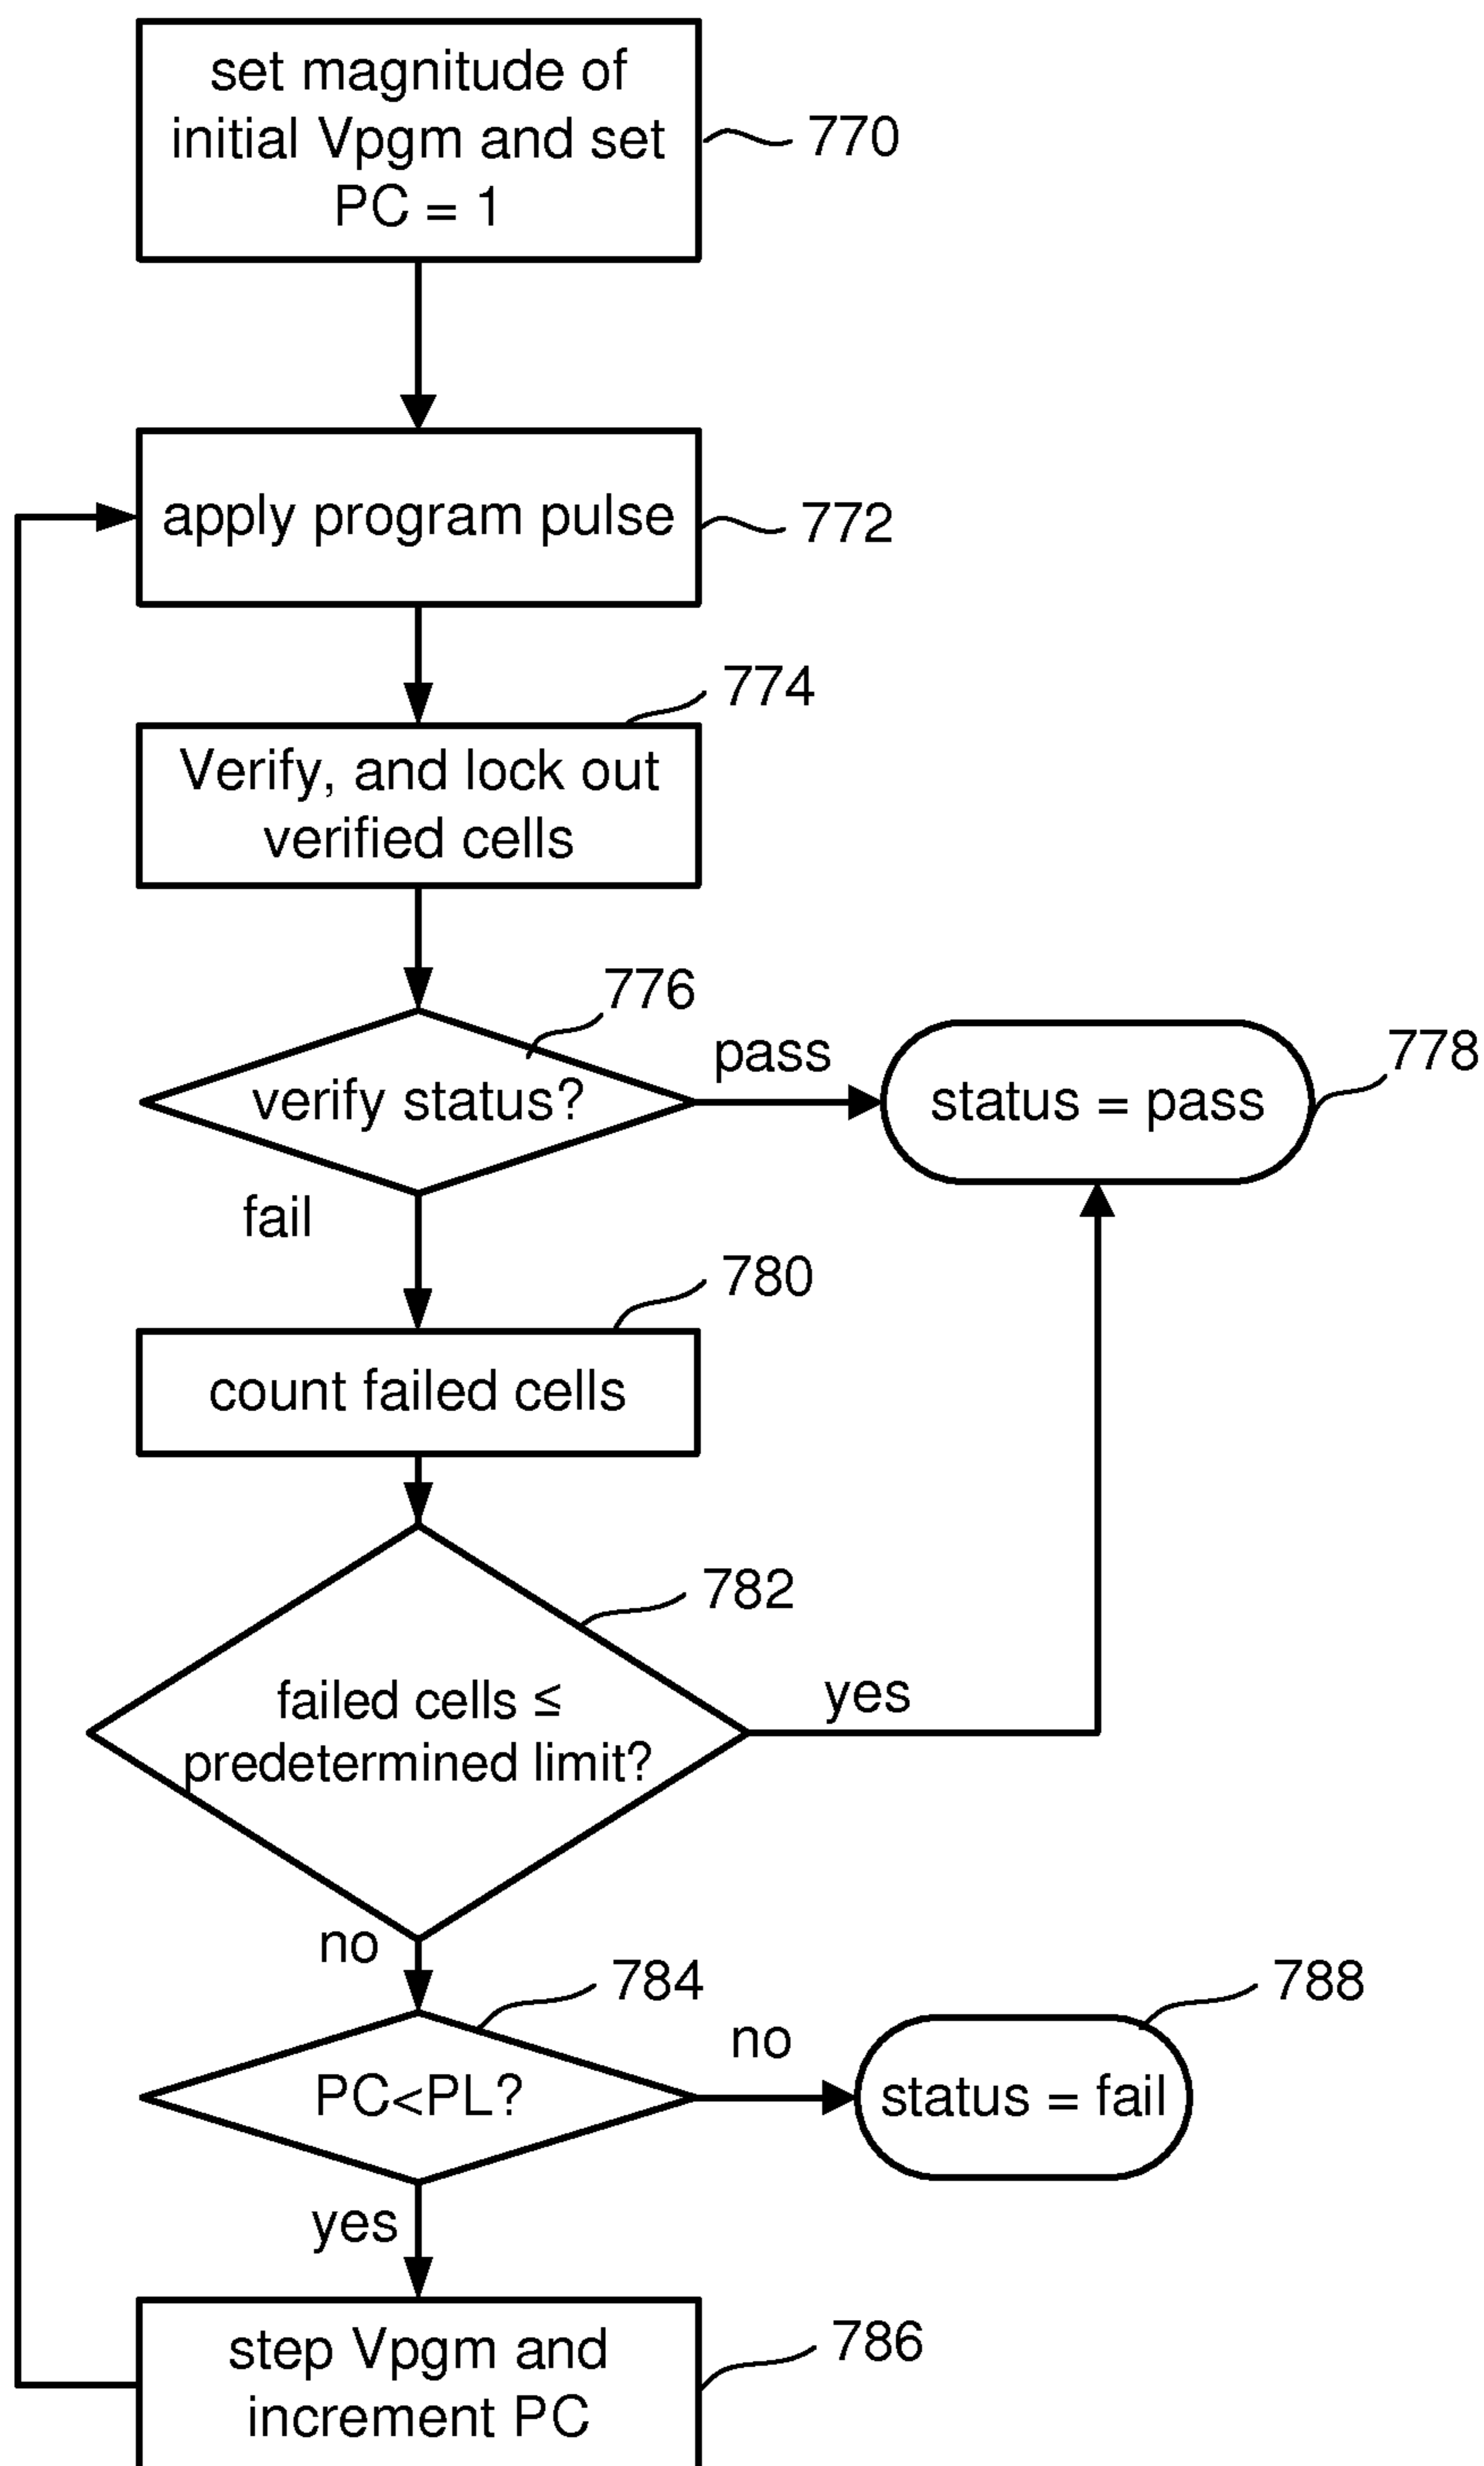 set magnitude of
initial Vpgm and set
PC = 1
770
apply program pulse
772
774
Verify, and lock out
verified cells
776
verify status?
pass
status = pass
778
fail
780
count failed cells
782
failed cells ≤
predetermined limit?
yes
no
784
PC<PL?
no
788
status = fail
yes
step Vpgm and
increment PC
786